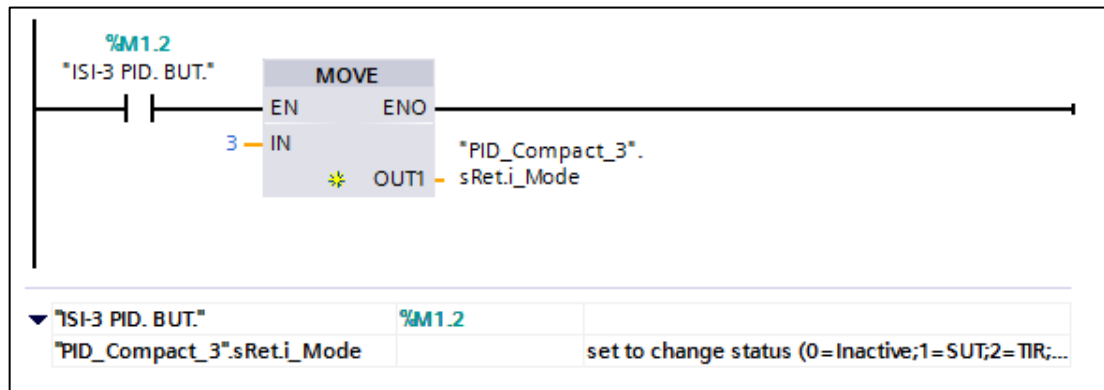 %M1.2
"ISI-3 PID. BUT."
MOVE
EN ENO
3 IN
"PID_Compact_3".
OUT1 sRet.i_Mode
"ISI-3 PID. BUT." %M1.2
"PID_Compact_3".sRet.i_Mode set to change status (0=Inactive;1=SUT;2=TIR;...